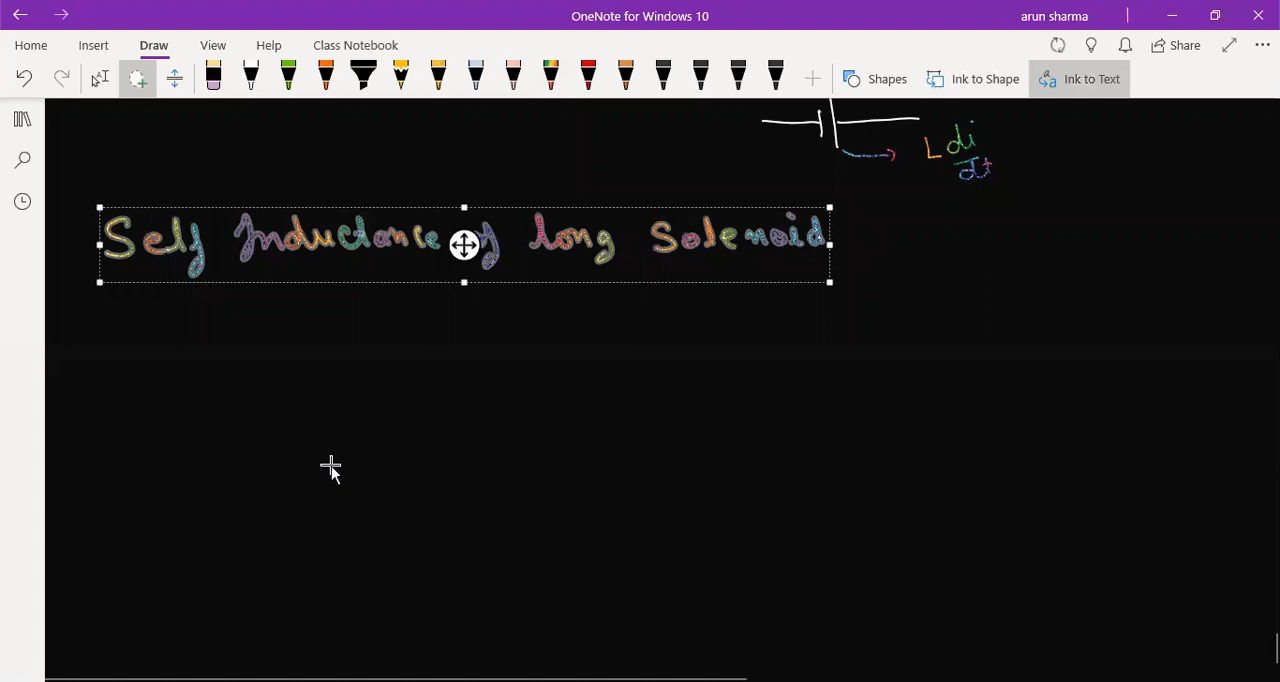 OneNote for Windows 10
arun sharma
Home Insert Draw View Help Class Notebook
Share
Shapes Ink to Shape Ink to Text
L di
dt
Self Inductance of long Solenoid